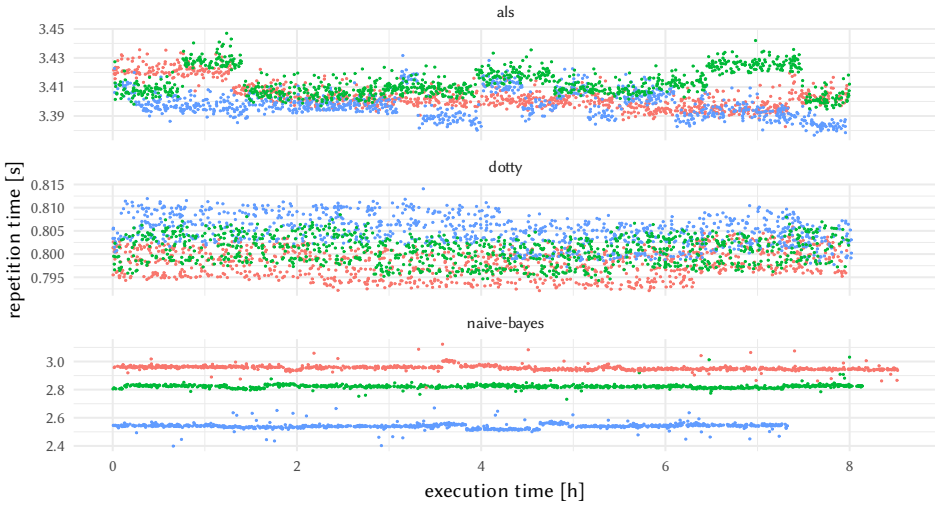 als
3.45
3.43
3.41
3.39
dotty
0.815
0.810
0.805
0.800
0.795
naive-bayes
3.0
2.8
2.6
2.4
0 2 4 6 8
execution time [h]
repetition time [s]